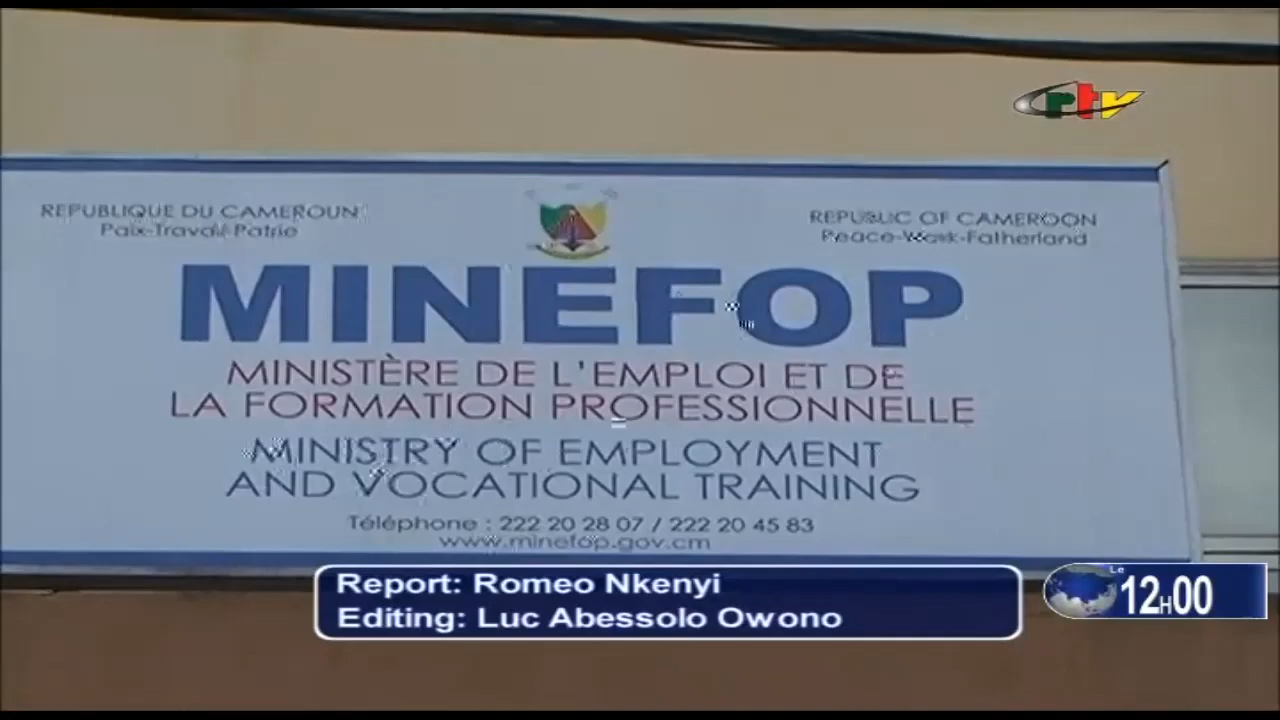 crtv
REPUBLIQUE DU CAMEROUN
Paix-Travail-Patrie
REPUBLIC OF CAMEROON
Peace-Work-Fatherland
MINEFOP
MINISTÈRE DE L'EMPLOI ET DE
LA FORMATION PROFESSIONNELLE
MINISTRY OF EMPLOYMENT
AND VOCATIONAL TRAINING
Téléphone : 222 20 28 07 / 222 20 45 83
www.minefop.gov.cm
Report: Romeo Nkenyi
Editing: Luc Abessolo Owono
Le
12H00